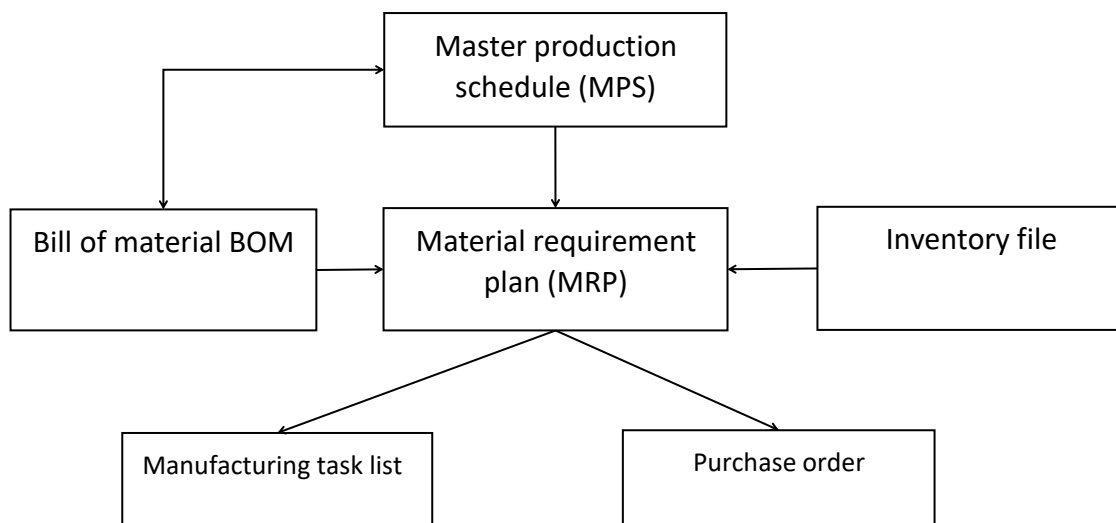 Master production
schedule (MPS)
Bill of material BOM
Material requirement
plan (MRP)
Inventory file
Manufacturing task list
Purchase order